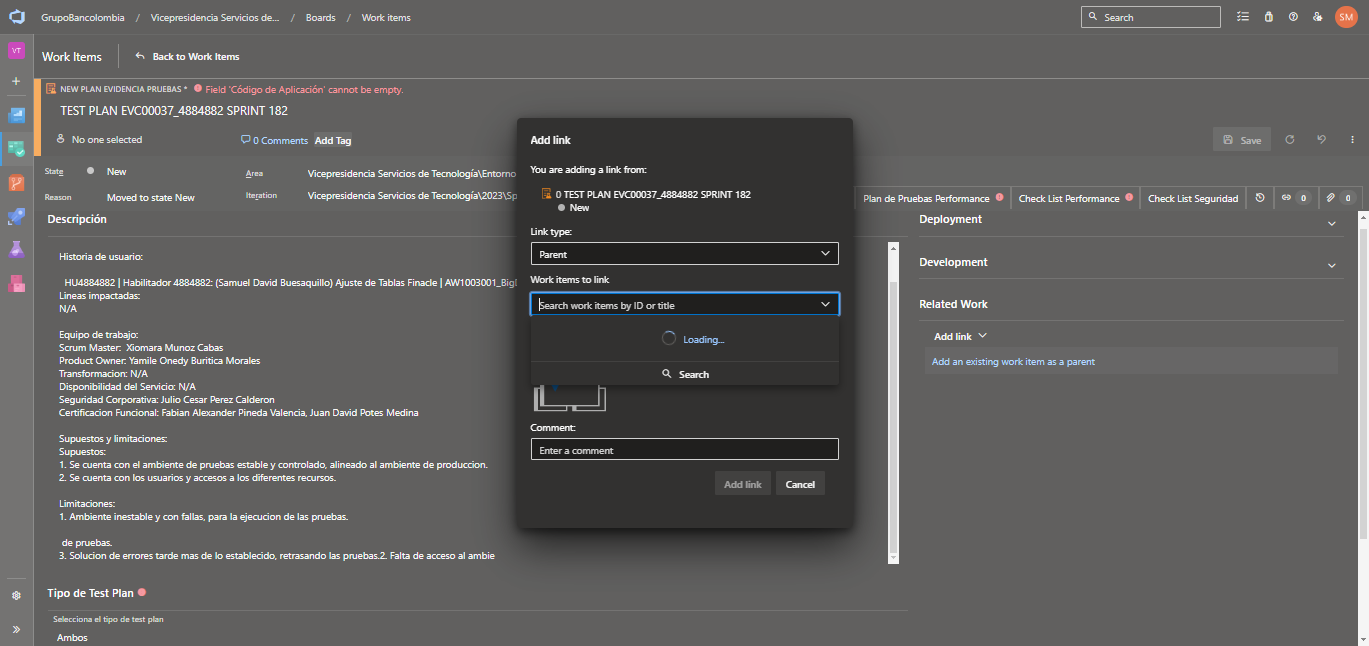 GrupoBancolombia / Vicepresidencia Servicios de... / Boards / Work items
Search
SM
VT
Work Items
Back to Work Items
NEW PLAN EVIDENCIA PRUEBAS * Field 'Código de Aplicación' cannot be empty.
TEST PLAN EVC00037_4884882 SPRINT 182
No one selected
0 Comments
Add Tag
Save
State
New
Area
Vicepresidencia Servicios de Tecnología\Entorno
Reason
Moved to state New
Iteration
Vicepresidencia Servicios de Tecnología\2023\Sp
Plan de Pruebas Performance
Check List Performance
Check List Seguridad
0
0
Descripción
Historia de usuario:
HU4884882 | Habilitador 4884882: (Samuel David Buesaquillo) Ajuste de Tablas Finacle | AW1003001_Big
Lineas impactadas:
N/A
Equipo de trabajo:
Scrum Master: Xiomara Munoz Cabas
Product Owner: Yamile Onedy Buritica Morales
Transformacion: N/A
Disponibilidad del Servicio: N/A
Seguridad Corporativa: Julio Cesar Perez Calderon
Certificacion Funcional: Fabian Alexander Pineda Valencia, Juan David Potes Medina
Supuestos y limitaciones:
Supuestos:
1. Se cuenta con el ambiente de pruebas estable y controlado, alineado al ambiente de produccion.
2. Se cuenta con los usuarios y accesos a los diferentes recursos.
Limitaciones:
1. Ambiente inestable y con fallas, para la ejecucion de las pruebas.
de pruebas.
3. Solucion de errores tarde mas de lo establecido, retrasando las pruebas.2. Falta de acceso al ambie
Tipo de Test Plan
Selecciona el tipo de test plan
Ambos
Add link
You are adding a link from:
0 TEST PLAN EVC00037_4884882 SPRINT 182
New
Link type:
Parent
Work items to link
Search work items by ID or title
Loading...
Search
Comment:
Enter a comment
Add link
Cancel
Deployment
Development
Related Work
Add link
Add an existing work item as a parent